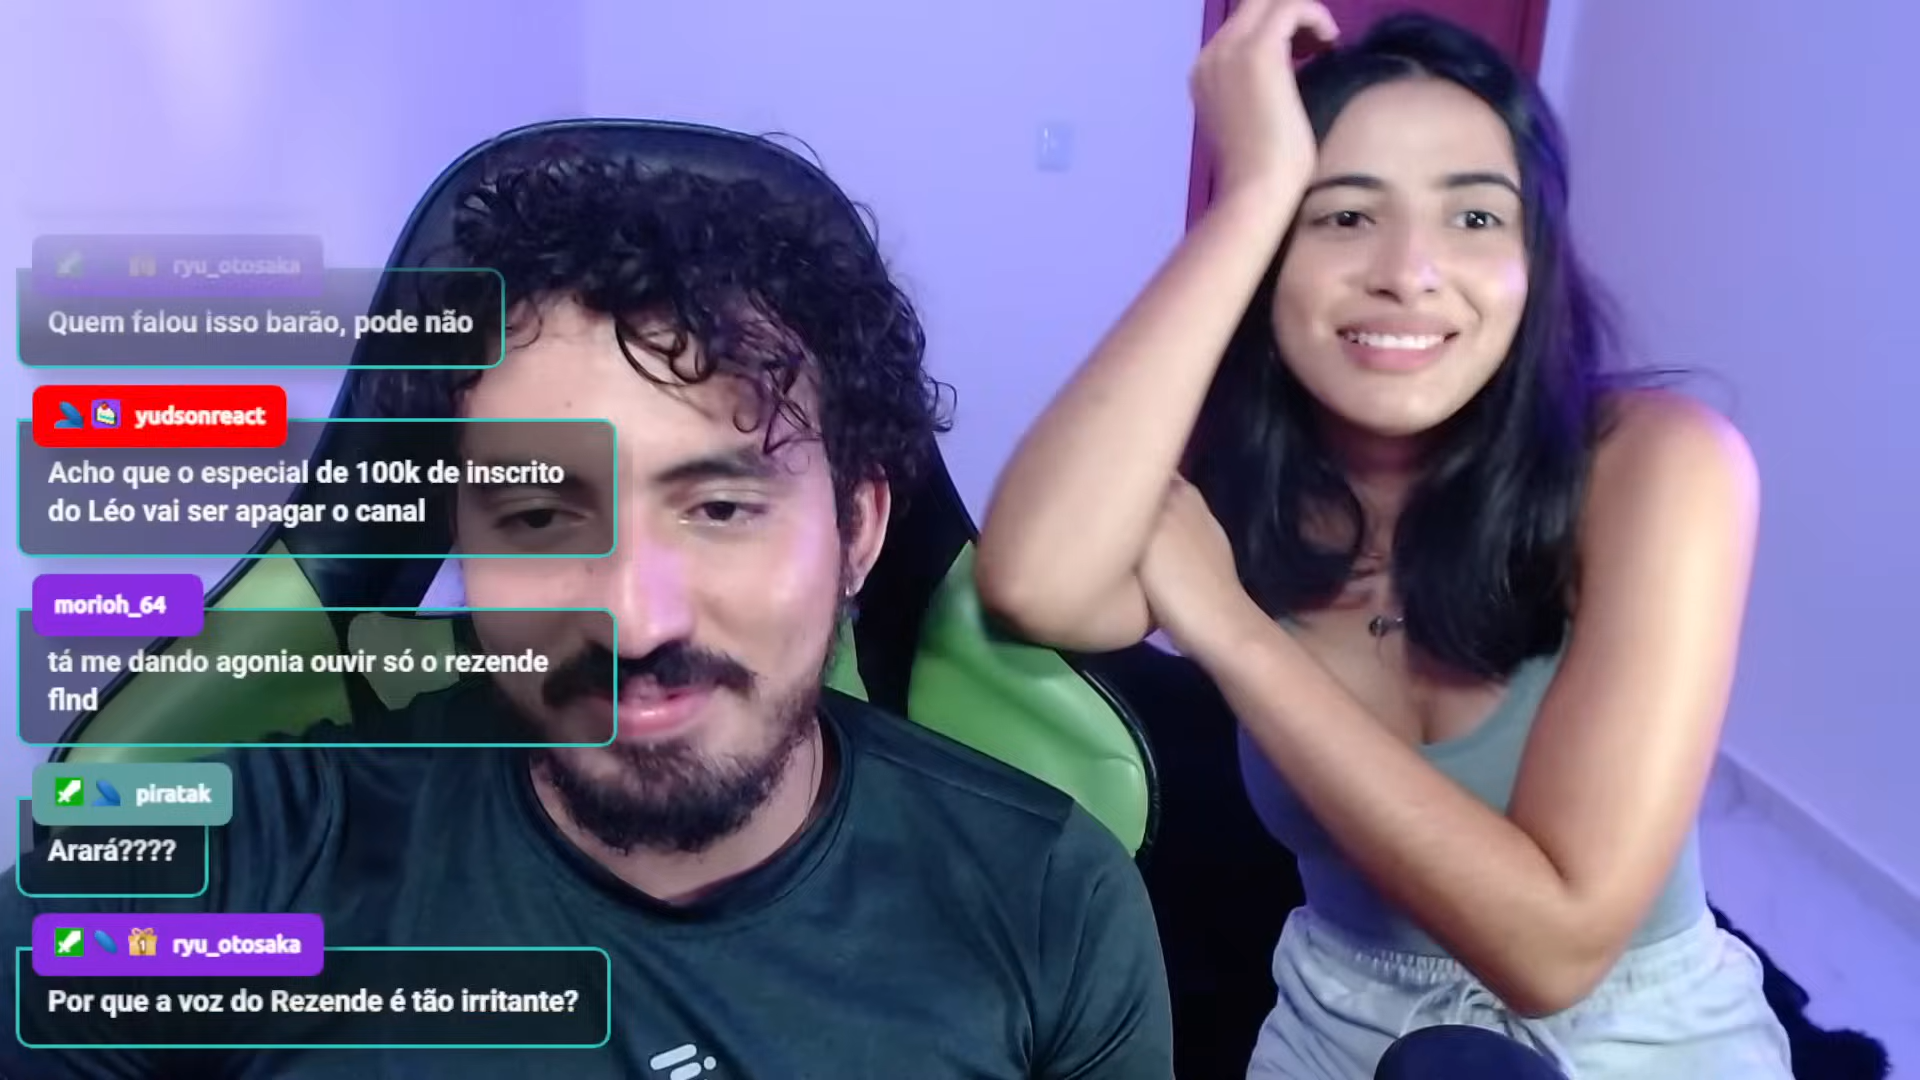 ryu_otosaka
Quem falou isso barão, pode não
yudsonreact
Acho que o especial de 100k de inscrito
do Léo vai ser apagar o canal
morioh_64
tá me dando agonia ouvir só o rezende
flnd
piratak
Arará????
1
ryu_otosaka
Por que a voz do Rezende é tão irritante?